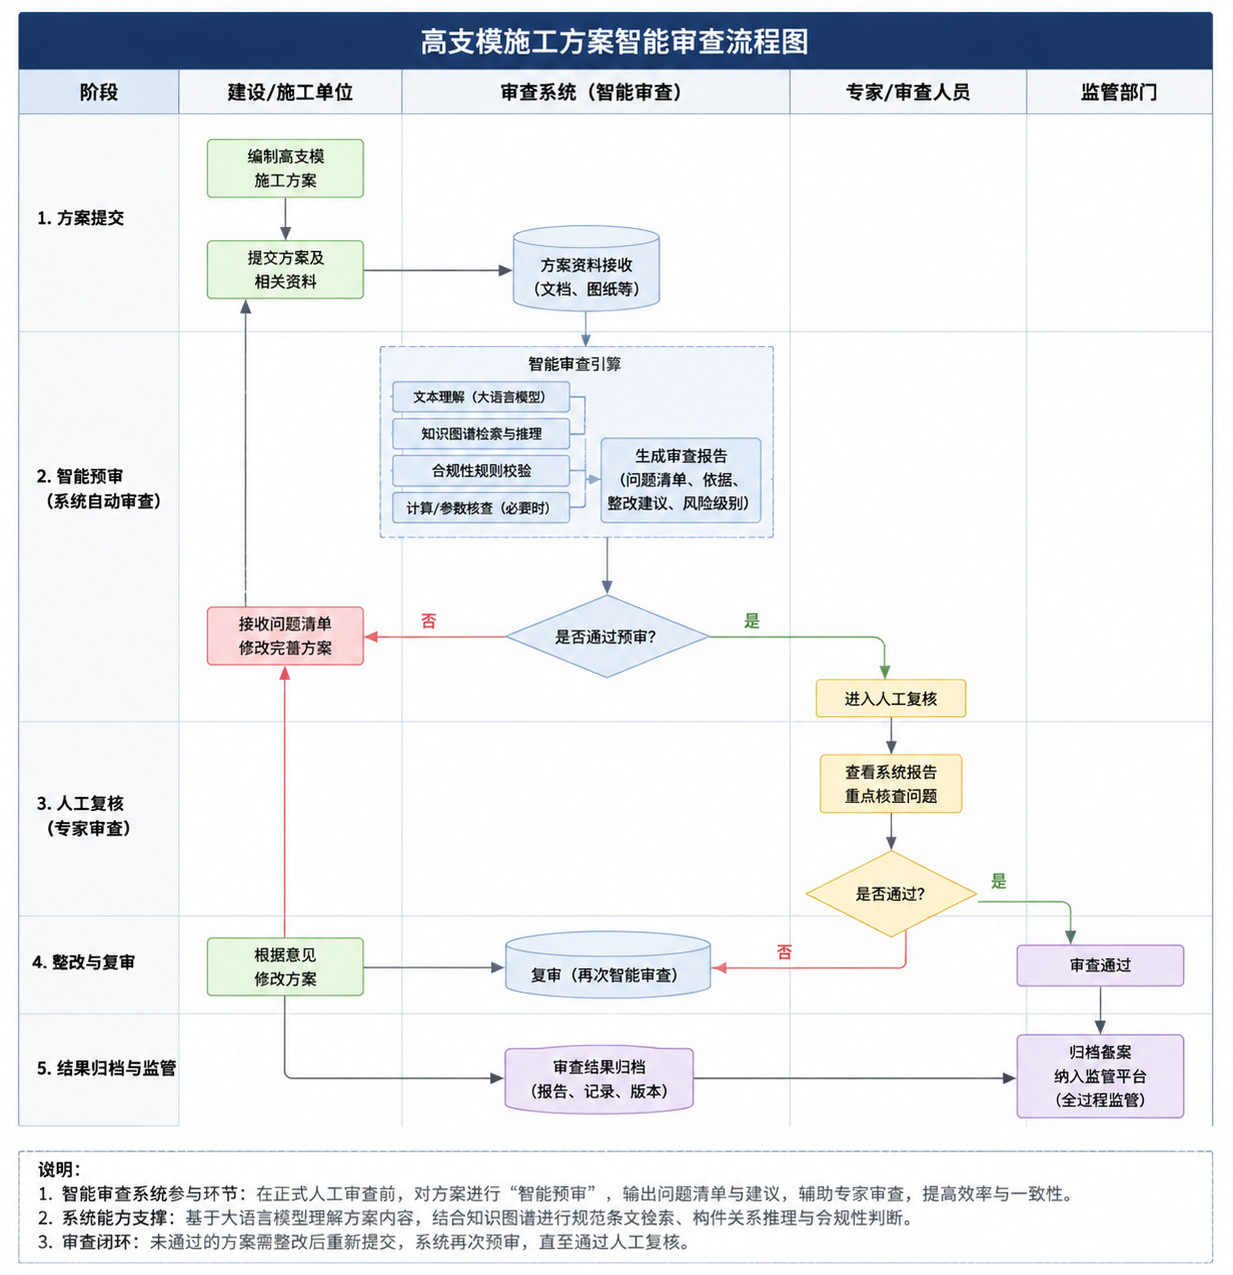 高支模施工方案智能审查流程图
阶段
建设/施工单位
审查系统（智能审查）
专家/审查人员
监管部门
1. 方案提交
编制高支模
施工方案
提交方案及
相关资料
方案资料接收
（文档、图纸等）
2. 智能预审
（系统自动审查）
智能审查引算
文本理解（大语言模型）
知识图谱检索与推理
合规性规则校验
计算/参数核查（必要时）
生成审查报告
（问题清单、依据、
整改建议、风险级别）
是否通过预审？
否
是
接收问题清单
修改完善方案
进入人工复核
3. 人工复核
（专家审查）
查看系统报告
重点核查问题
是否通过？
是
否
4. 整改与复审
根据意见
修改方案
复审（再次智能审查）
审查通过
5. 结果归档与监管
审查结果归档
（报告、记录、版本）
归档备案
纳入监管平台
（全过程监管）
说明：
1. 智能审查系统参与环节：在正式人工审查前，对方案进行“智能预审”，输出问题清单与建议，辅助专家审查，提高效率与一致性。
2. 系统能方支撑：基于大语言模型理解方案内容，结合知识图谱进行规范条文检索、构件关系推理与合规性判断。
3. 审查闭环：未通过的方案需整改后重新提交，系统再次预审，直至通过人工复核。